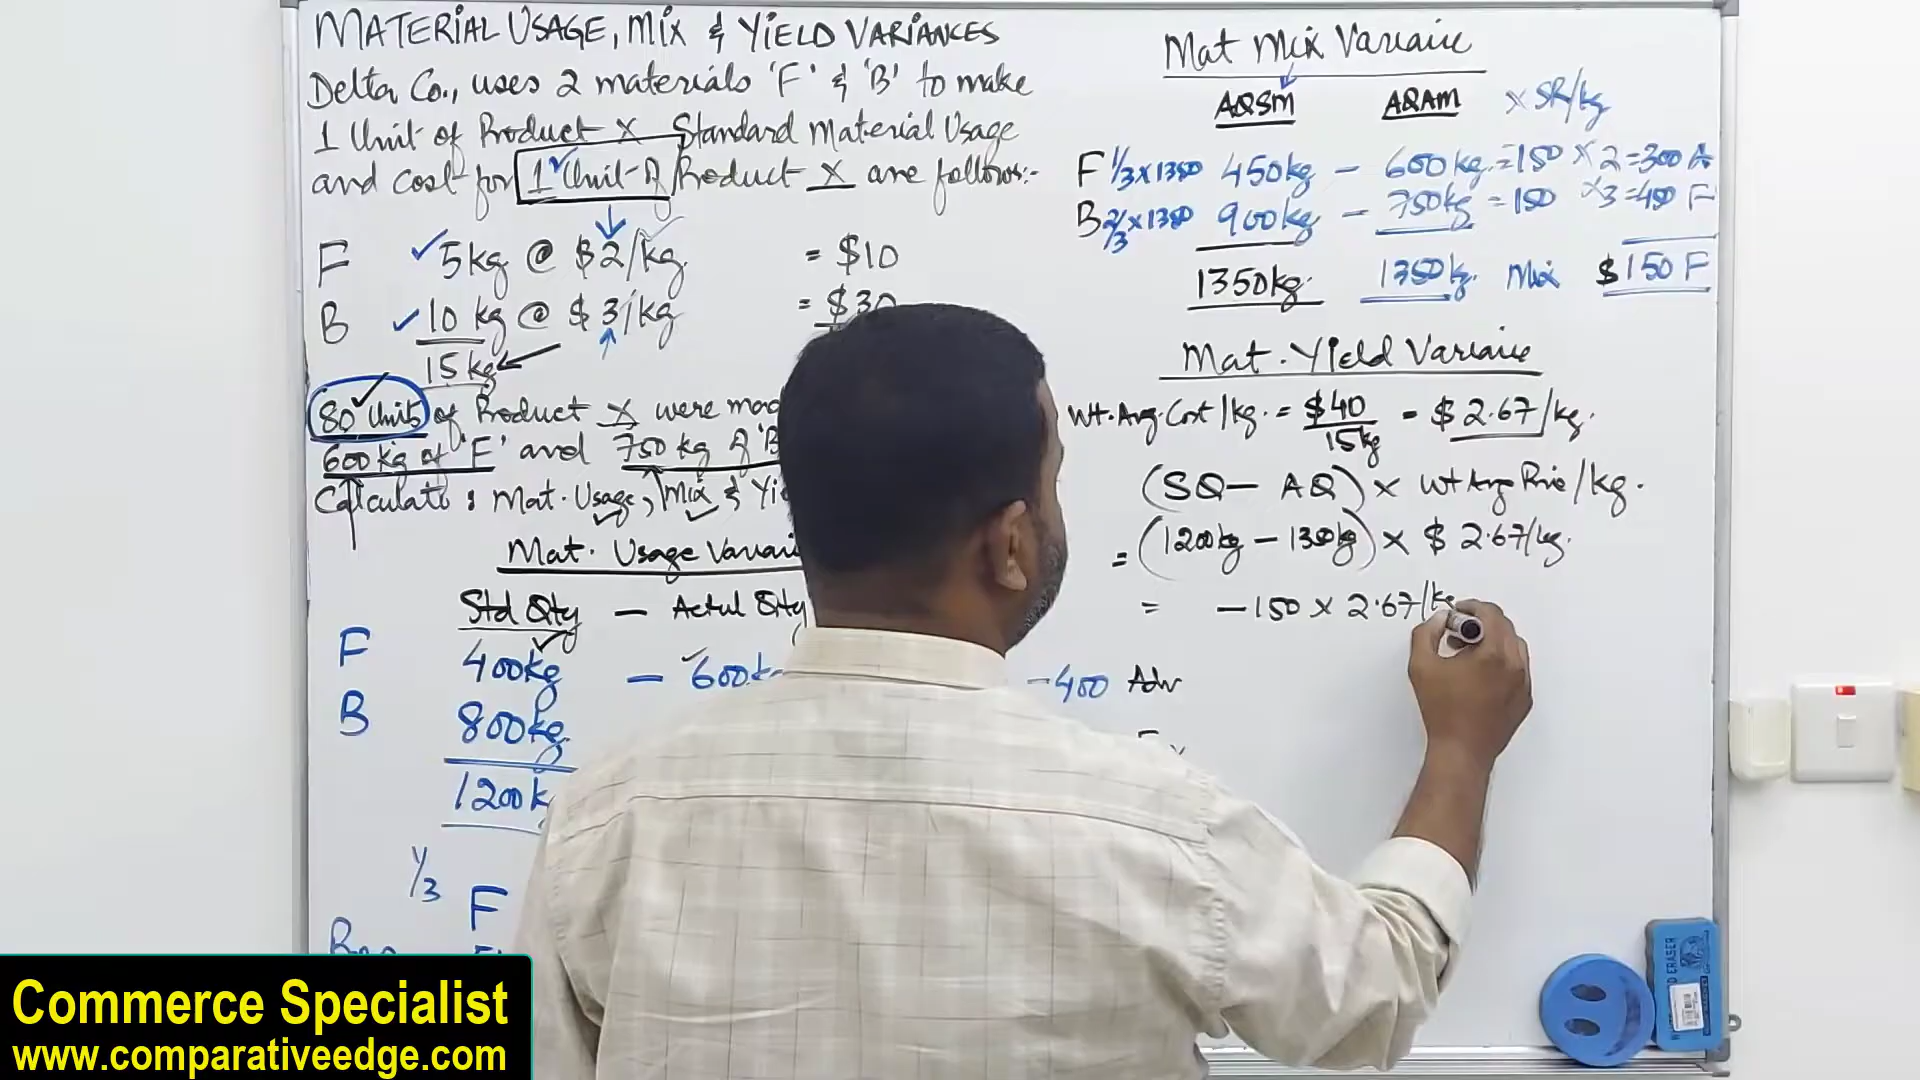 MATERIAL USAGE, MIX & YIELD VARIANCES
Delta Co., uses 2 materials 'F' & 'B' to make
1 Unit of Product X Standard Material Usage
and cost for 1 Unit of Product X are follows:-
F 5kg @ $2/kg = $10
B 10 kg @ $3/kg = $30
15 kg
80 Units of Product X were
600 kg of 'F' and 750 kg of 'B
Calculate : Mat. Usage, Mix &
Mat. Usage
Std Qty - Actual Qty
F 400kg - 600 -400 Adv
B 800kg
1200
1/3 F
Mat Mix Variance
AQSM AQAM x SR/kg
F 1/3 x 1350 450kg - 600kg = 150 x 2 = 300 A
B 2/3 x 1350 900kg - 750kg = 150 x 3 = 450 F
1350kg 1350kg Mix $150 F
Mat. Yield Variance
Wt. Avg. Cost/kg. = $40 / 15kg = $2.67/kg.
(SQ - AQ) x Wt Avg Price/kg.
= (1200kg - 1350kg) x $2.67/kg.
= -150 x 2.67/kg
Commerce Specialist
www.comparativeedge.com
ERASER